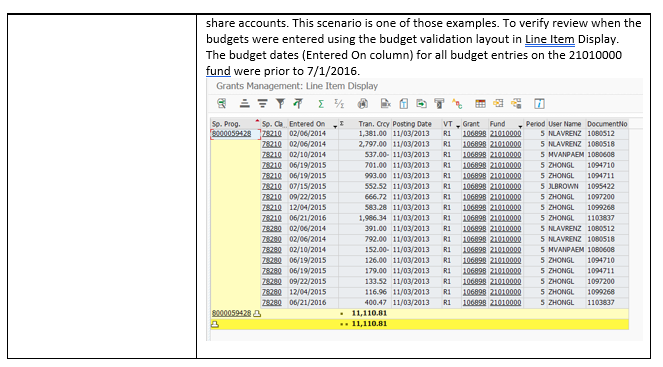 share accounts. This scenario is one of those examples. To verify review when the
budgets were entered using the budget validation layout in Line Item Display.
The budget dates (Entered On column) for all budget entries on the 21010000
fund were prior to 7/1/2016.
Grants Management: Line Item Display
Sp. Prog. Sp. Cla Entered On Σ Tran. Crcy Posting Date VT Grant Fund Period User Name DocumentNo
8000059428 78210 02/06/2014 1,381.00 11/03/2013 R1 106898 21010000 5 NLAVRENZ 1080512
78210 02/06/2014 2,797.00 11/03/2013 R1 106898 21010000 5 NLAVRENZ 1080518
78210 02/10/2014 537.00- 11/03/2013 R1 106898 21010000 5 MVANPAEM 1080608
78210 06/19/2015 701.00 11/03/2013 R1 106898 21010000 5 ZHONGL 1094710
78210 06/19/2015 993.00 11/03/2013 R1 106898 21010000 5 ZHONGL 1094711
78210 07/15/2015 552.52 11/03/2013 R1 106898 21010000 5 JLBROWN 1095422
78210 09/22/2015 666.72 11/03/2013 R1 106898 21010000 5 ZHONGL 1097200
78210 12/04/2015 583.28 11/03/2013 R1 106898 21010000 5 ZHONGL 1099268
78210 06/21/2016 1,986.34 11/03/2013 R1 106898 21010000 5 ZHONGL 1103837
78280 02/06/2014 391.00 11/03/2013 R1 106898 21010000 5 NLAVRENZ 1080512
78280 02/06/2014 792.00 11/03/2013 R1 106898 21010000 5 NLAVRENZ 1080518
78280 02/10/2014 152.00- 11/03/2013 R1 106898 21010000 5 MVANPAEM 1080608
78280 06/19/2015 126.00 11/03/2013 R1 106898 21010000 5 ZHONGL 1094710
78280 06/19/2015 179.00 11/03/2013 R1 106898 21010000 5 ZHONGL 1094711
78280 09/22/2015 133.52 11/03/2013 R1 106898 21010000 5 ZHONGL 1097200
78280 12/04/2015 116.96 11/03/2013 R1 106898 21010000 5 ZHONGL 1099268
78280 06/21/2016 400.47 11/03/2013 R1 106898 21010000 5 ZHONGL 1103837
8000059428 11,110.81
11,110.81